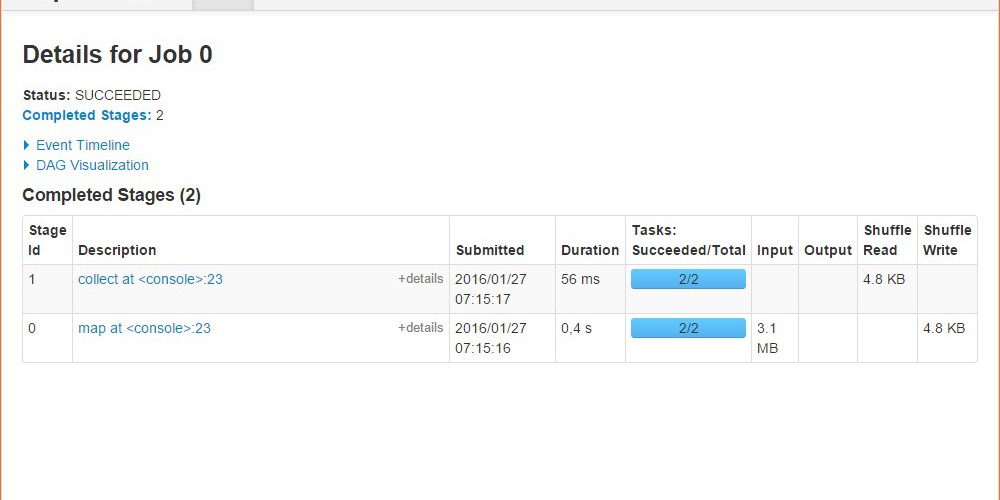 Details for Job 0
Status: SUCCEEDED
Completed Stages: 2
Event Timeline
DAG Visualization
Completed Stages (2)
Stage Id Description Submitted Duration Tasks: Succeeded/Total Input Output Shuffle Read Shuffle Write
1 collect at <console>:23 +details 2016/01/27 07:15:17 56 ms 2/2 4.8 KB
0 map at <console>:23 +details 2016/01/27 07:15:16 0,4 s 2/2 3.1 MB 4.8 KB